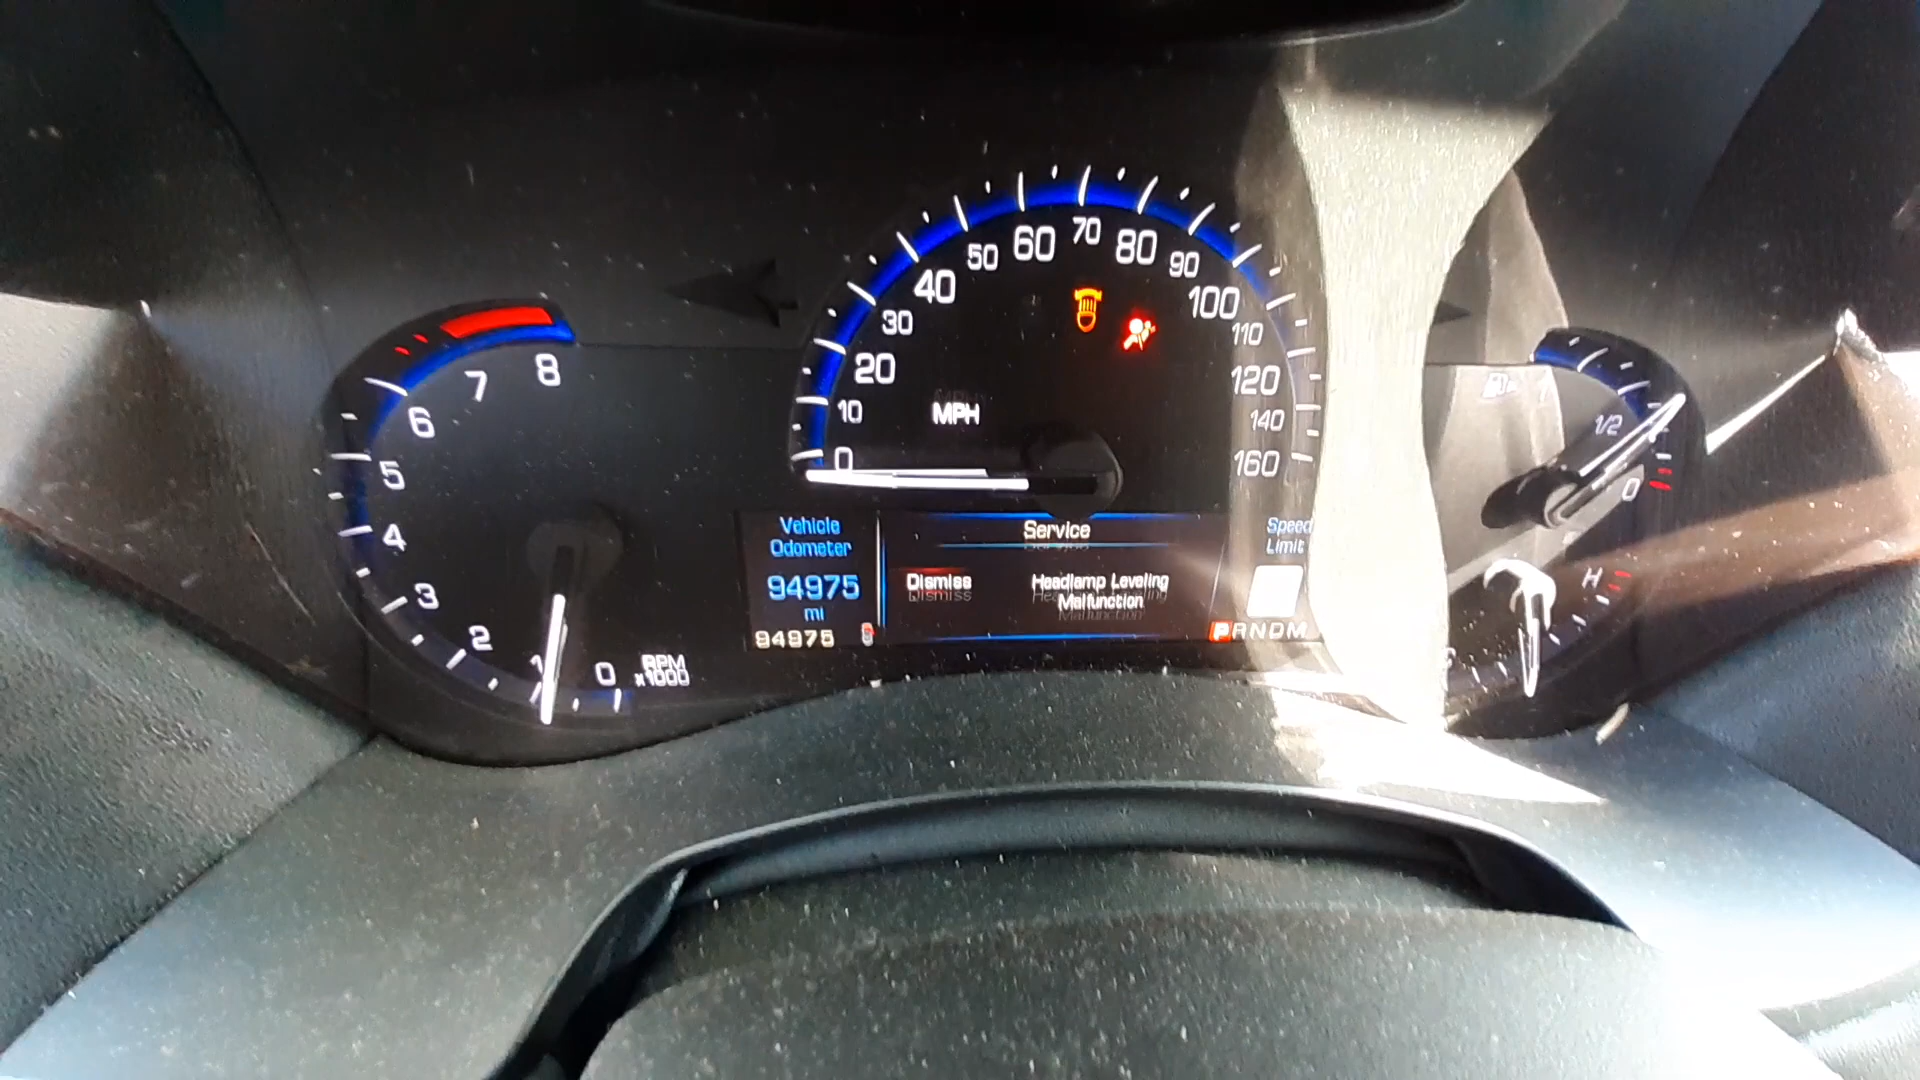 8
7
6
5
4
3
2
1
0
RPM
x1000
0
10
20
30
40
50
60
70
80
90
100
110
120
140
160
MPH
Vehicle
Odometer
94975
mi
94975
Service
Dismiss
Headlamp Leveling
Malfunction
Speed
Limit
PRNDM
1
1/2
0
H